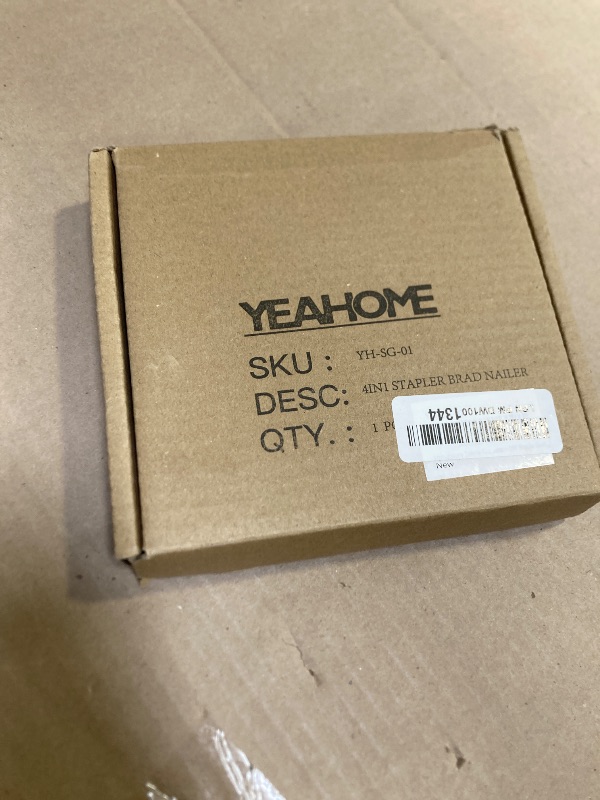 YEAHOME
SKU : YH-SG-01
DESC: 4IN1 STAPLER BRAD NAILER
QTY. : 1
1344
New